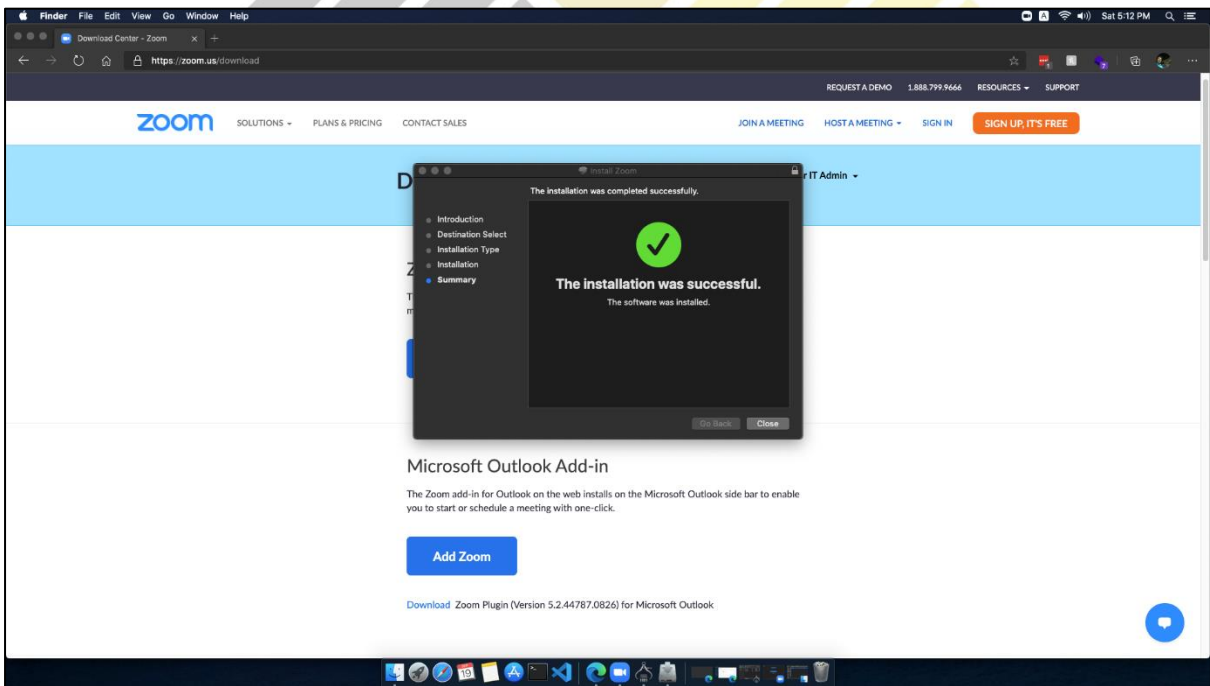 Finder File Edit View Go Window Help
Sat 5:12 PM
Download Center - Zoom
https://zoom.us/download
REQUEST A DEMO 1.888.799.9666 RESOURCES SUPPORT
zoom SOLUTIONS PLANS & PRICING CONTACT SALES JOIN A MEETING HOST A MEETING SIGN IN SIGN UP, IT'S FREE
D
r IT Admin
Install Zoom
The installation was completed successfully.
Introduction
Destination Select
Installation Type
Installation
Summary
The installation was successful.
The software was installed.
Go Back Close
Microsoft Outlook Add-in
The Zoom add-in for Outlook on the web installs on the Microsoft Outlook side bar to enable
you to start or schedule a meeting with one-click.
Add Zoom
Download Zoom Plugin (Version 5.2.44787.0826) for Microsoft Outlook
19